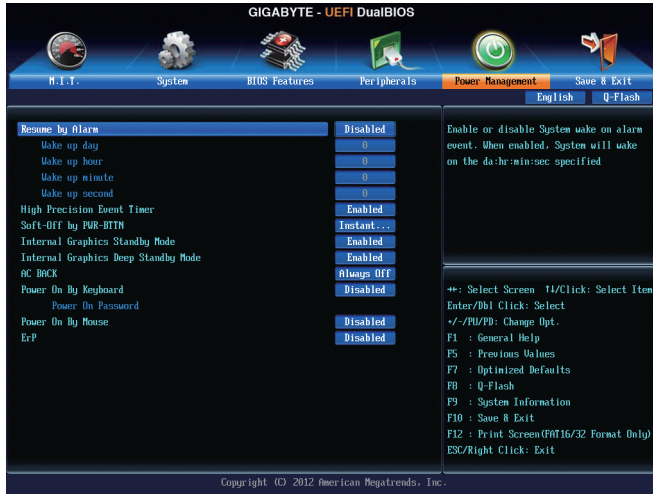 GIGABYTE - UEFI DualBIOS
M.I.T. System BIOS Features Peripherals Power Management Save & Exit
English Q-Flash
Resume by Alarm Disabled
Wake up day 0
Wake up hour 0
Wake up minute 0
Wake up second 0
High Precision Event Timer Enabled
Soft-Off by PWR-BTTN Instant...
Internal Graphics Standby Mode Enabled
Internal Graphics Deep Standby Mode Enabled
AC BACK Always Off
Power On By Keyboard Disabled
Power On Password
Power On By Mouse Disabled
ErP Disabled
Enable or disable System wake on alarm
event. When enabled, System will wake
on the da:hr:min:sec specified
→←: Select Screen ↑↓/Click: Select Item
Enter/Dbl Click: Select
+/-/PU/PD: Change Opt.
F1 : General Help
F5 : Previous Values
F7 : Optimized Defaults
F8 : Q-Flash
F9 : System Information
F10 : Save & Exit
F12 : Print Screen(FAT16/32 Format Only)
ESC/Right Click: Exit
Copyright (C) 2012 American Megatrends, Inc.